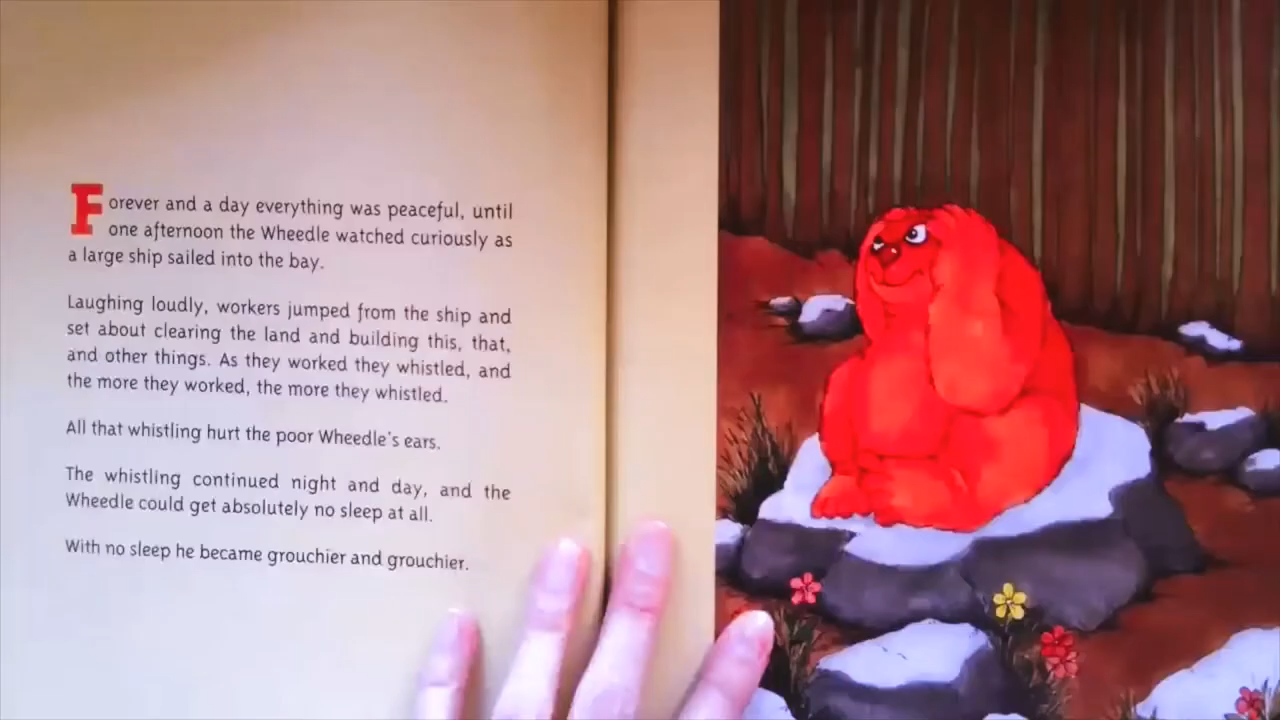 Forever and a day everything was peaceful, until
one afternoon the Wheedle watched curiously as
a large ship sailed into the bay.
Laughing loudly, workers jumped from the ship and
set about clearing the land and building this, that,
and other things. As they worked they whistled, and
the more they worked, the more they whistled.
All that whistling hurt the poor Wheedle's ears.
The whistling continued night and day, and the
Wheedle could get absolutely no sleep at all.
With no sleep he became grouchier and grouchier.